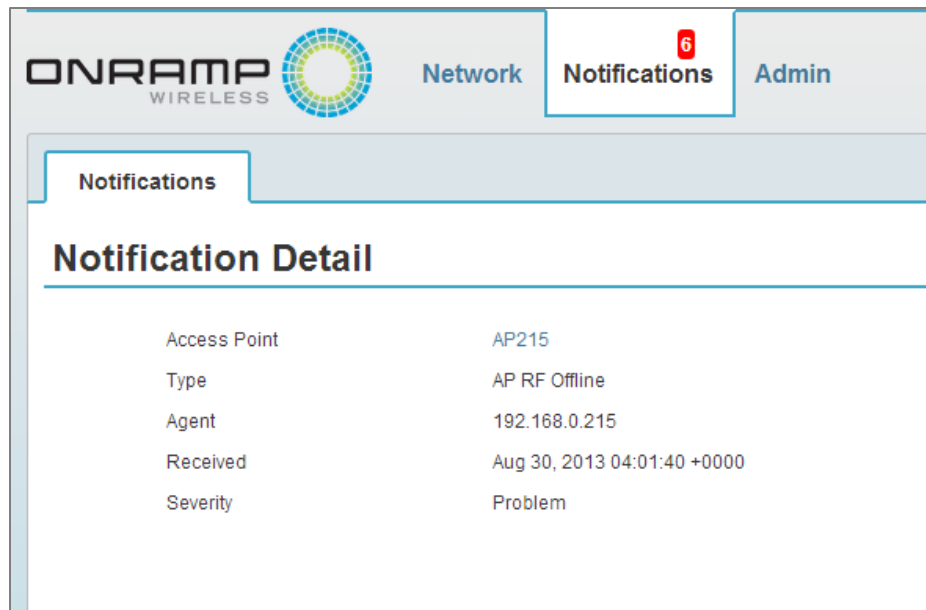 ONRAMP
WIRELESS
Network
Notifications
6
Admin
Notifications
Notification Detail
Access Point AP215
Type AP RF Offline
Agent 192.168.0.215
Received Aug 30, 2013 04:01:40 +0000
Severity Problem